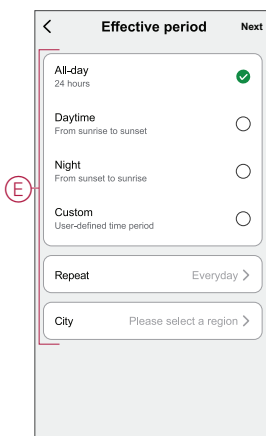 Effective period Next
All-day
24 hours
Daytime
From sunrise to sunset
Night
From sunset to sunrise
Custom
User-defined time period
E
Repeat Everyday
City Please select a region